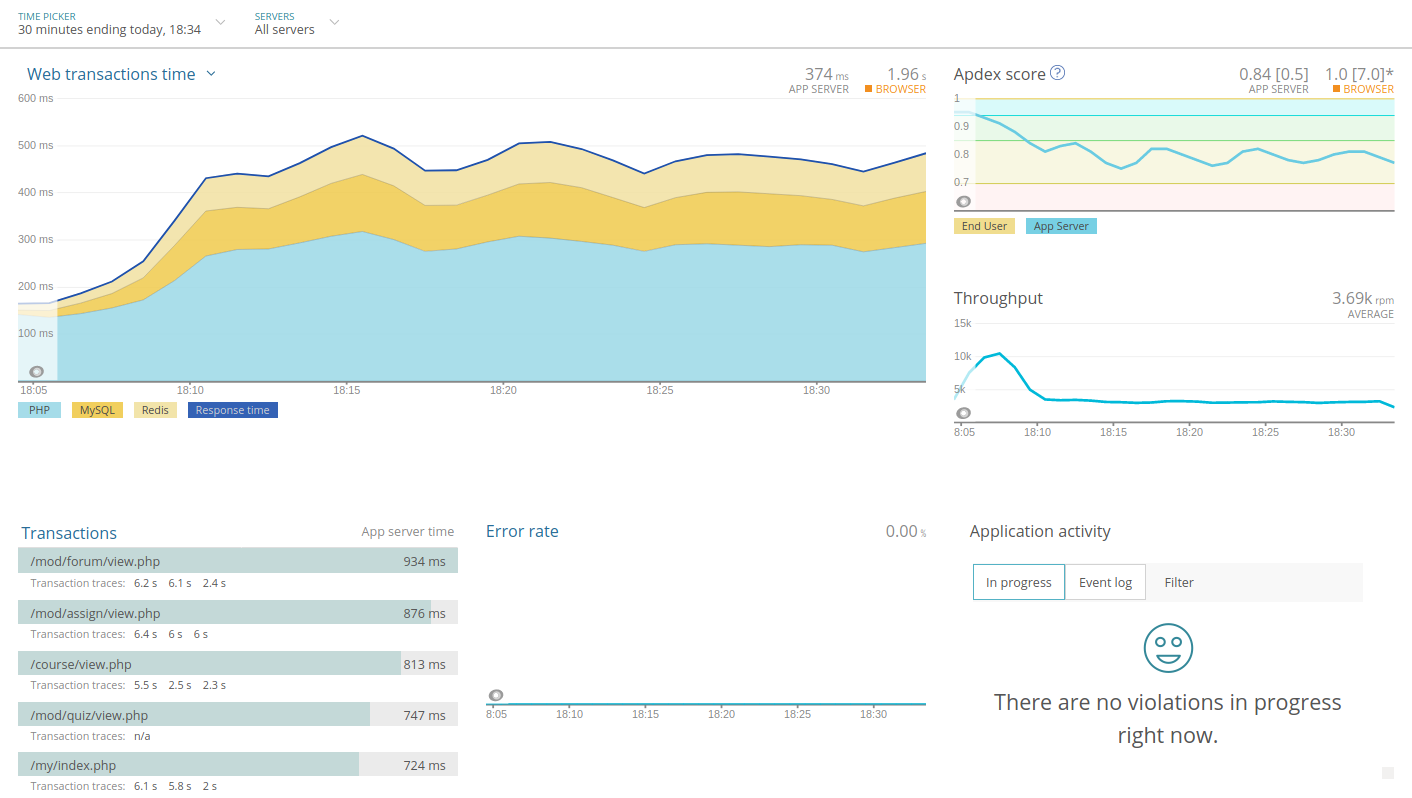 TIME PICKER
30 minutes ending today, 18:34
SERVERS
All servers
Web transactions time
374 ms
APP SERVER
1.96 s
BROWSER
600 ms
500 ms
400 ms
300 ms
200 ms
100 ms
18:05 18:10 18:15 18:20 18:25 18:30
PHP MySQL Redis Response time
Apdex score ?
0.84 [0.5]
APP SERVER
1.0 [7.0]*
BROWSER
1
0.9
0.8
0.7
End User App Server
Throughput
3.69k rpm
AVERAGE
15k
10k
5k
8:05 18:10 18:15 18:20 18:25 18:30
Transactions App server time
/mod/forum/view.php 934 ms
Transaction traces: 6.2 s 6.1 s 2.4 s
/mod/assign/view.php 876 ms
Transaction traces: 6.4 s 6 s 6 s
/course/view.php 813 ms
Transaction traces: 5.5 s 2.5 s 2.3 s
/mod/quiz/view.php 747 ms
Transaction traces: n/a
/my/index.php 724 ms
Transaction traces: 6.1 s 5.8 s 2 s
Error rate 0.00 %
8:05 18:10 18:15 18:20 18:25 18:30
Application activity
In progress Event log Filter
There are no violations in progress
right now.